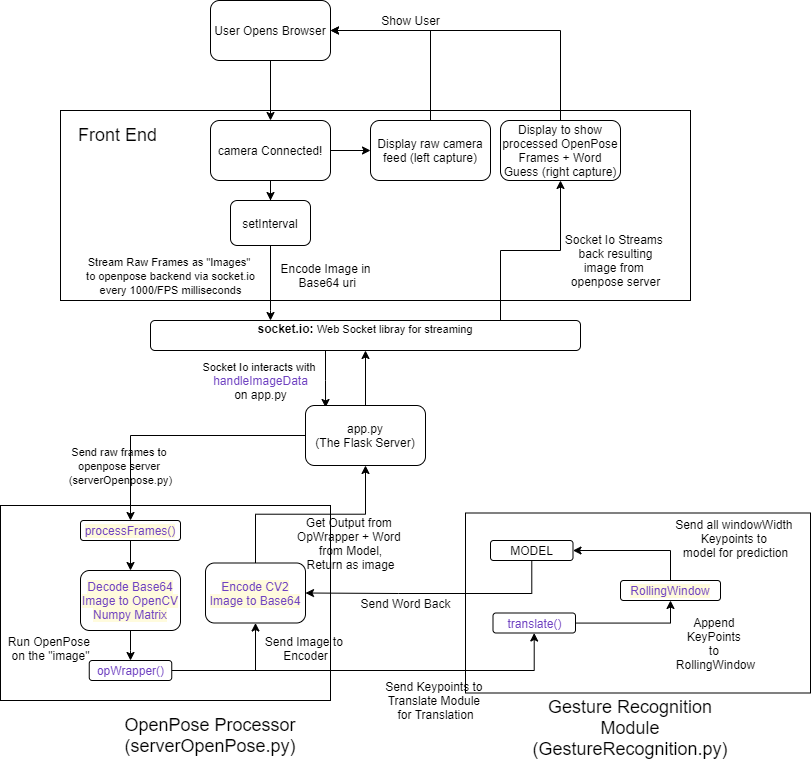 Show User
User Opens Browser
Front End
camera Connected!
Display raw camera
feed (left capture)
Display to show
processed OpenPose
Frames + Word
Guess (right capture)
setInterval
Stream Raw Frames as "Images"
to openpose backend via socket.io
every 1000/FPS milliseconds
Encode Image in
Base64 uri
Socket Io Streams
back resulting
image from
openpose server
socket.io: Web Socket libray for streaming
Socket Io interacts with
handleImageData
on app.py
app.py
(The Flask Server)
Send raw frames to
openpose server
(serverOpenpose.py)
processFrames()
Decode Base64
Image to OpenCV
Numpy Matrix
Run OpenPose
on the "image"
opWrapper()
Get Output from
OpWrapper + Word
from Model,
Return as image
Encode CV2
Image to Base64
Send Image to
Encoder
Send Word Back
Send Keypoints to
Translate Module
for Translation
MODEL
Send all windowWidth
Keypoints to
model for prediction
RollingWindow
translate()
Append
KeyPoints
to
RollingWindow
OpenPose Processor
(serverOpenPose.py)
Gesture Recognition
Module
(GestureRecognition.py)